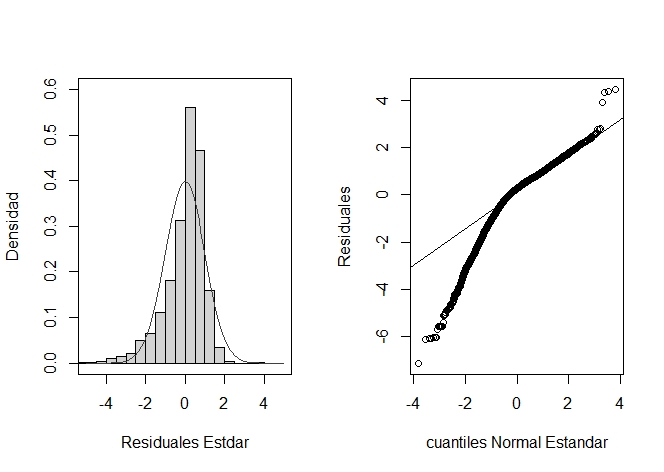 Densidad
0.0 0.1 0.2 0.3 0.4 0.5 0.6
-4 -2 0 2 4
Residuales Estdar
Residuales
-6 -4 -2 0 2 4
-4 -2 0 2 4
cuantiles Normal Estandar